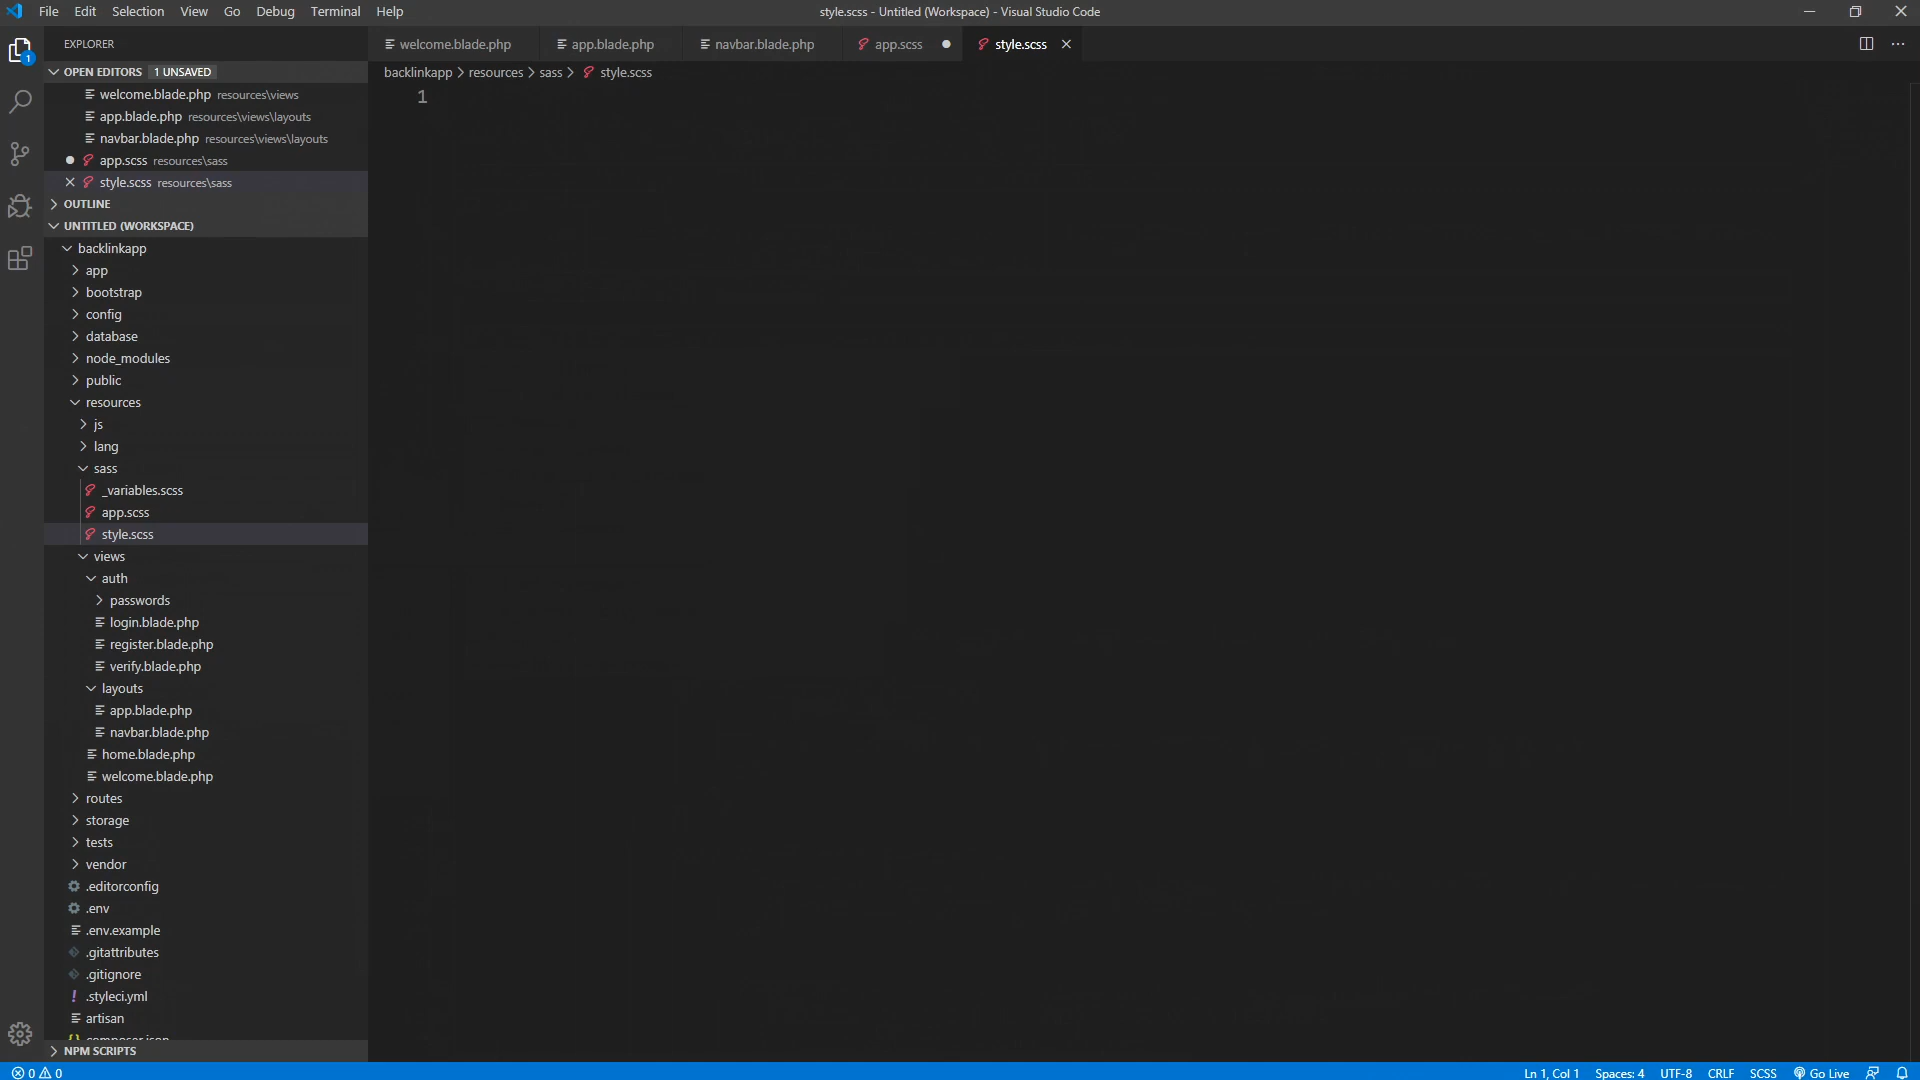 File Edit Selection View Go Debug Terminal Help
style.scss - Untitled (Workspace) - Visual Studio Code
EXPLORER
welcome.blade.php app.blade.php navbar.blade.php app.scss style.scss
1
OPEN EDITORS 1 UNSAVED
backlinkapp resources sass style.scss
welcome.blade.php resources\views
1
app.blade.php resources\views\layouts
navbar.blade.php resources\views\layouts
app.scss resources\sass
style.scss resources\sass
OUTLINE
UNTITLED (WORKSPACE)
backlinkapp
app
bootstrap
config
database
node_modules
public
resources
js
lang
sass
_variables.scss
app.scss
style.scss
views
auth
passwords
login.blade.php
register.blade.php
verify.blade.php
layouts
app.blade.php
navbar.blade.php
home.blade.php
welcome.blade.php
routes
storage
tests
vendor
.editorconfig
.env
.env.example
.gitattributes
.gitignore
.styleci.yml
artisan
composer.json
NPM SCRIPTS
0 0 Ln 1, Col 1 Spaces: 4 UTF-8 CRLF SCSS Go Live